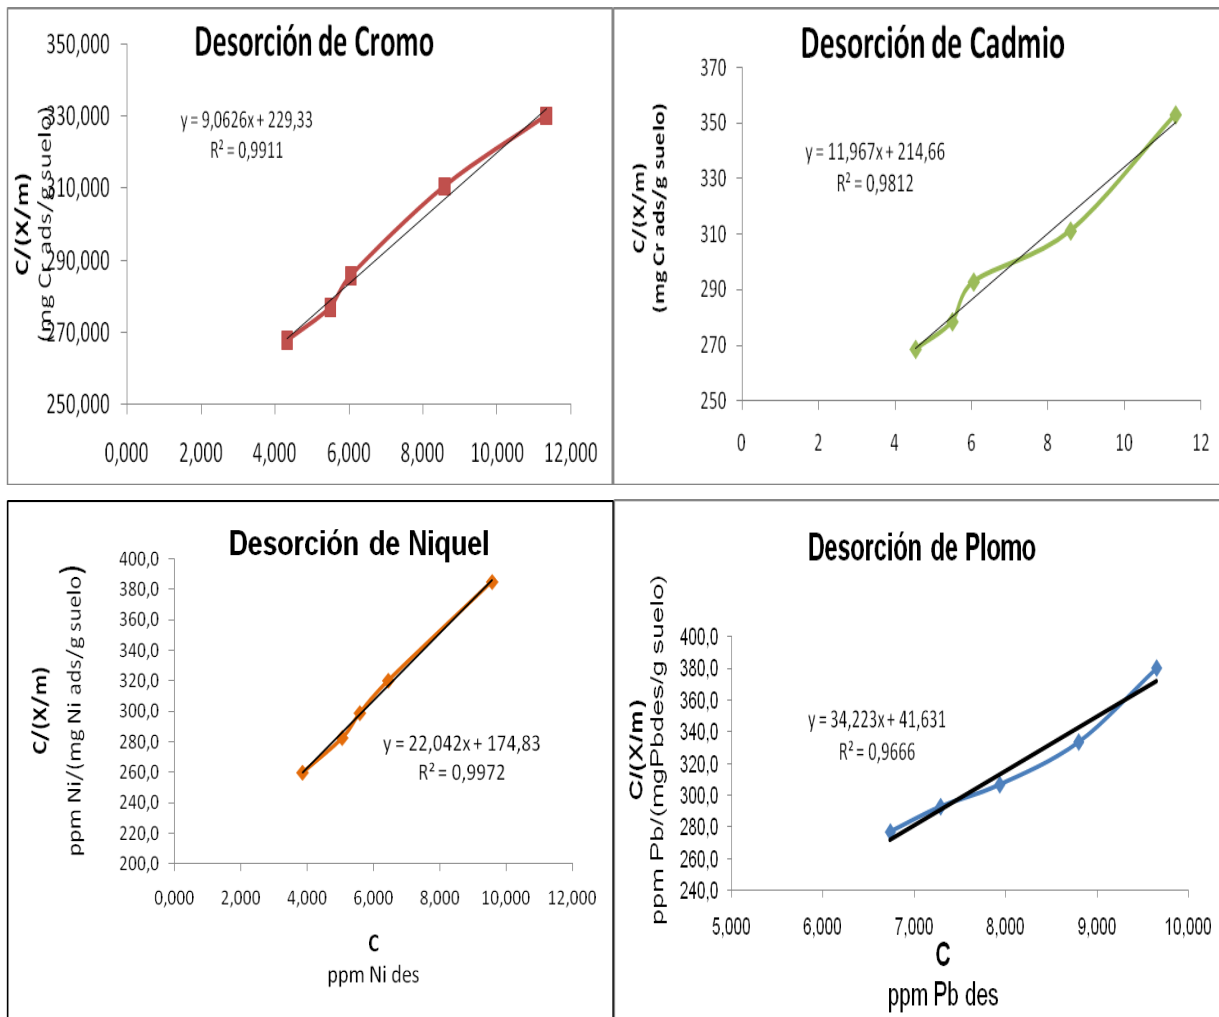 Desorción de Cromo
350,000
330,000
310,000
290,000
270,000
250,000
C/(X/m)
(mg Cr ads/g suelo)
y = 9,0626x + 229,33
R² = 0,9911
0,000 2,000 4,000 6,000 8,000 10,000 12,000
Desorción de Cadmio
370
350
330
310
290
270
250
C/(X/m)
(mg Cr ads/g suelo)
y = 11,967x + 214,66
R² = 0,9812
0 2 4 6 8 10 12
Desorción de Niquel
400,0
380,0
360,0
340,0
320,0
300,0
280,0
260,0
240,0
220,0
200,0
C/(X/m)
ppm Ni/(mg Ni ads/g suelo)
y = 22,042x + 174,83
R² = 0,9972
0,000 2,000 4,000 6,000 8,000 10,000 12,000
C
ppm Ni des
Desorción de Plomo
400,0
380,0
360,0
340,0
320,0
300,0
280,0
260,0
240,0
C/(X/m)
ppm Pb/(mgPbdes/g suelo)
y = 34,223x + 41,631
R² = 0,9666
5,000 6,000 7,000 8,000 9,000 10,000
C
ppm Pb des